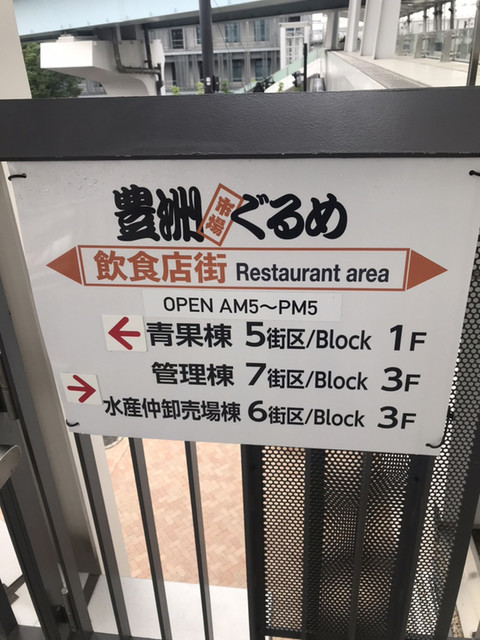 豊洲市場ぐるめ
飲食店街 Restaurant area
OPEN AM5～PM5
← 青果棟 5街区/Block 1F
管理棟 7街区/Block 3F
→ 水産仲卸売場棟 6街区/Block 3F